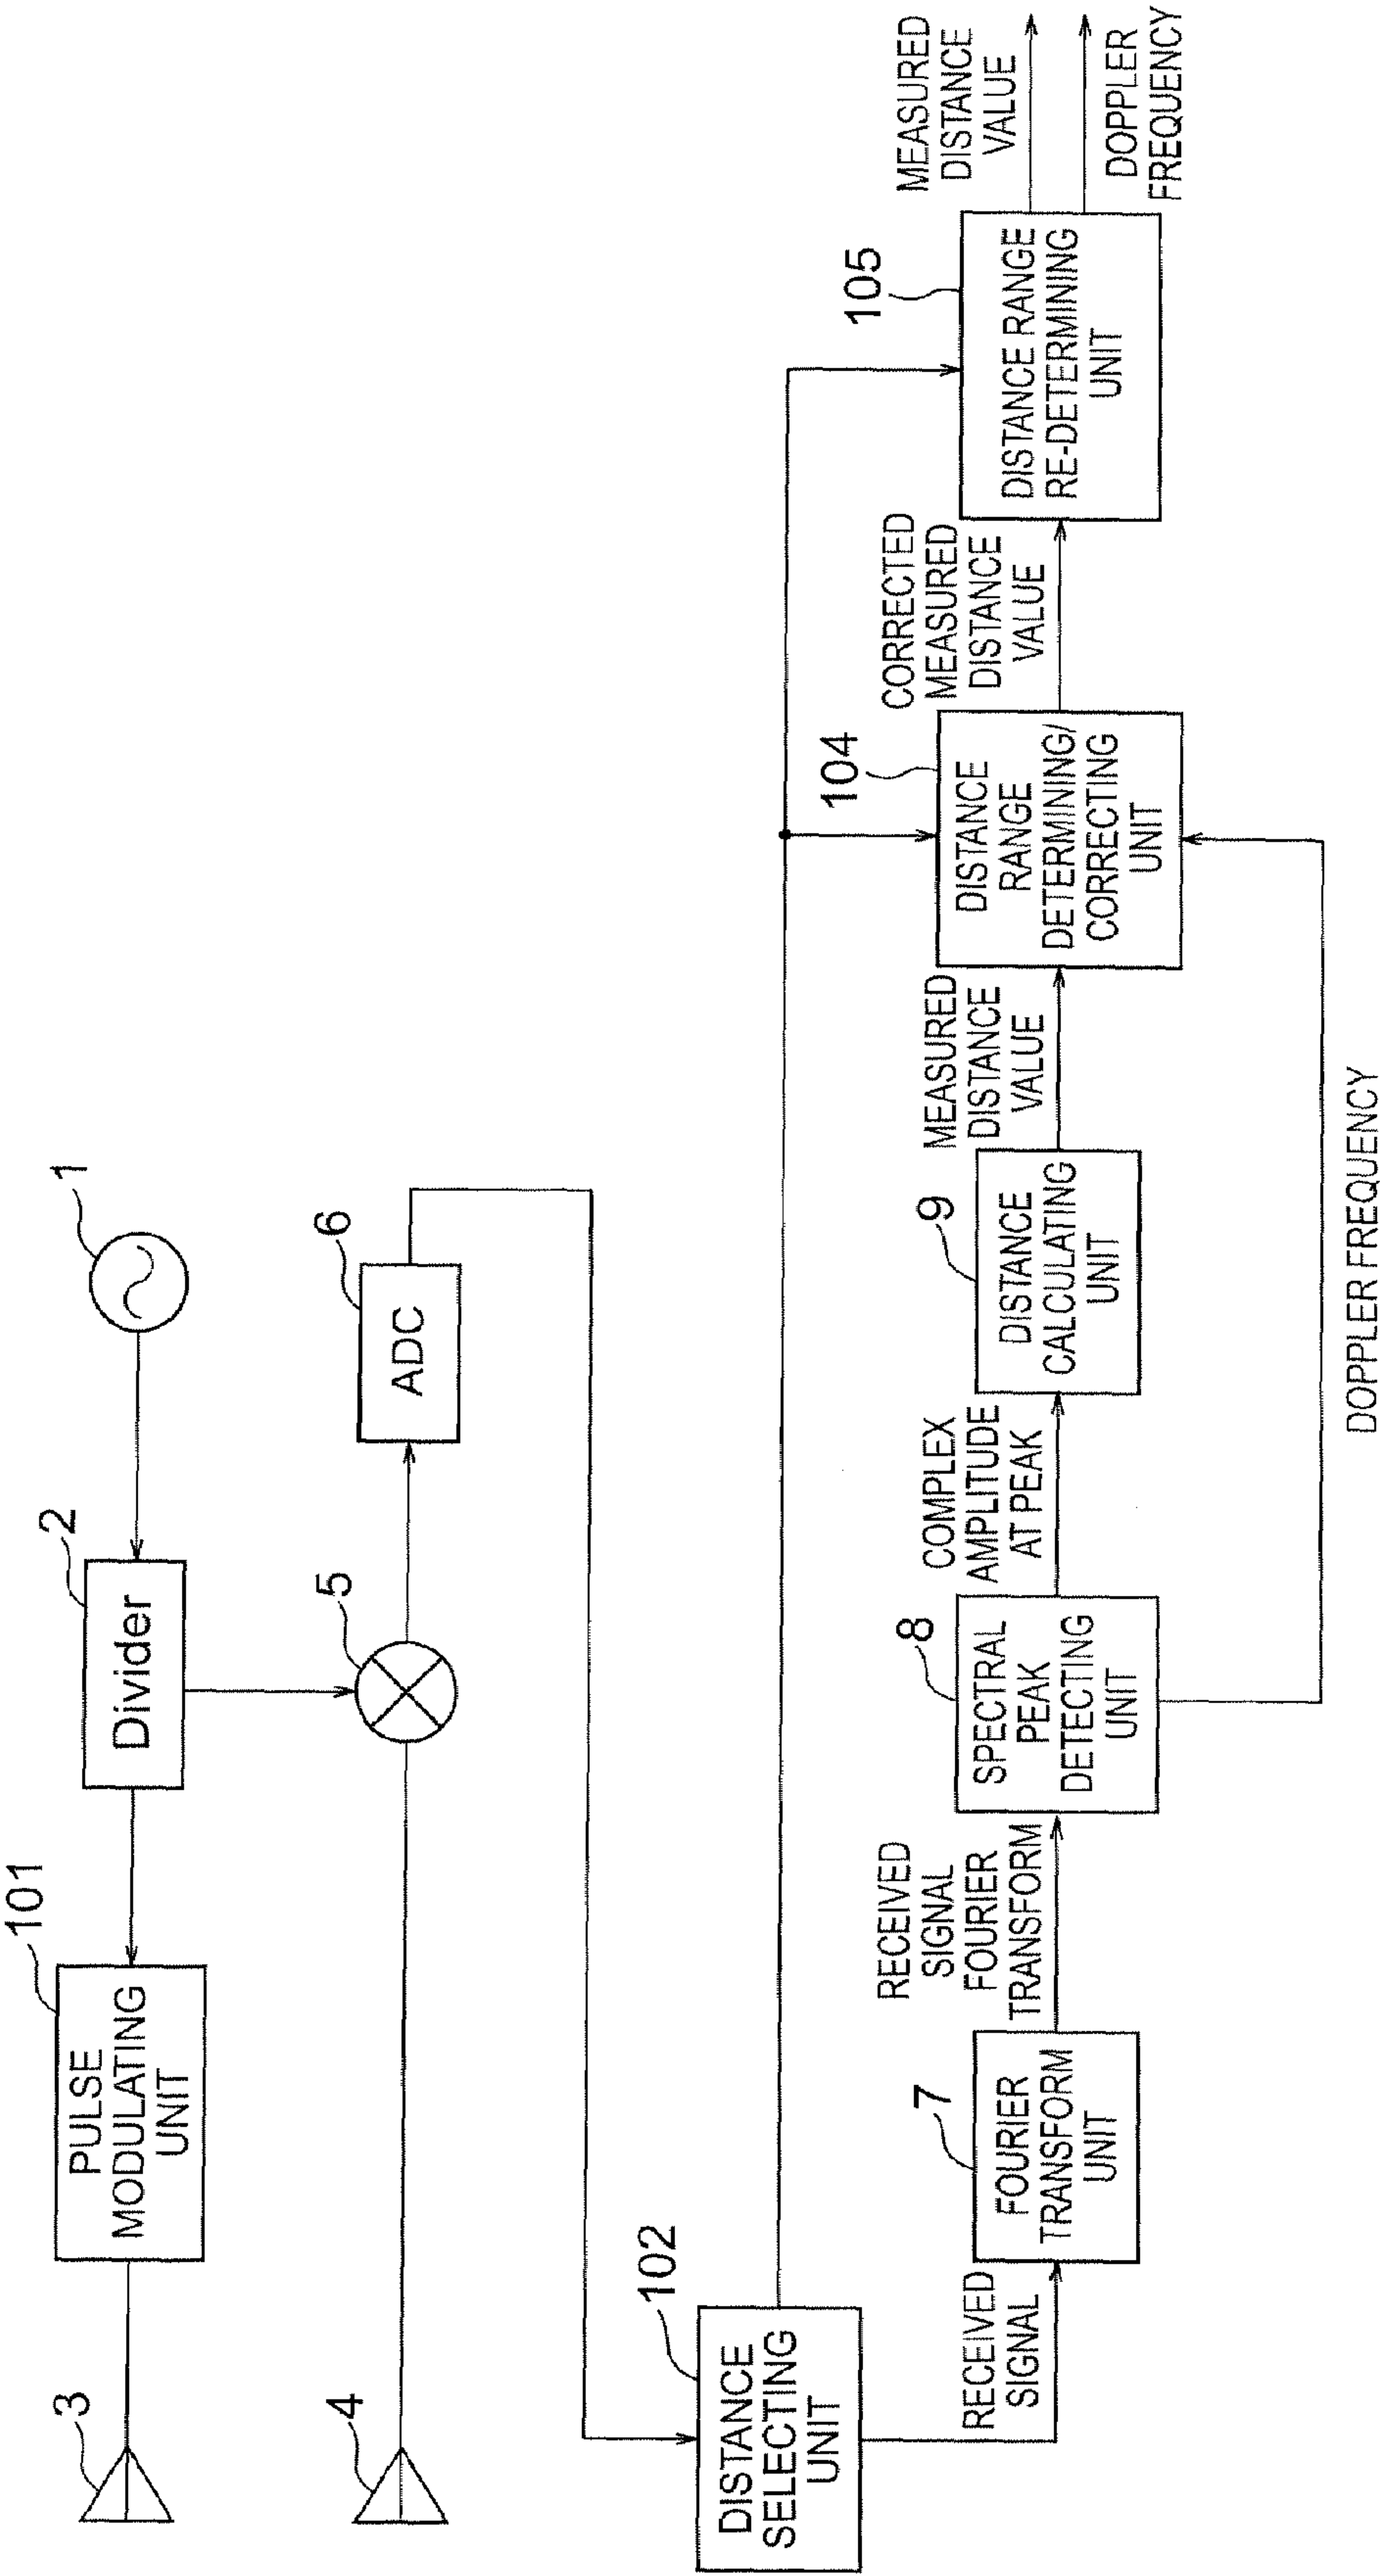 1
2
Divider
101
PULSE
MODULATING
UNIT
3
4
5
6
ADC
102
DISTANCE
SELECTING
UNIT
RECEIVED
SIGNAL
7
FOURIER
TRANSFORM
UNIT
RECEIVED
SIGNAL
FOURIER
TRANSFORM
8
SPECTRAL
PEAK
DETECTING
UNIT
COMPLEX
AMPLITUDE
AT PEAK
9
DISTANCE
CALCULATING
UNIT
MEASURED
DISTANCE
VALUE
DOPPLER FREQUENCY
104
DISTANCE
RANGE
DETERMINING/
CORRECTING
UNIT
CORRECTED
MEASURED
DISTANCE
VALUE
105
DISTANCE RANGE
RE-DETERMINING
UNIT
MEASURED
DISTANCE
VALUE
DOPPLER
FREQUENCY